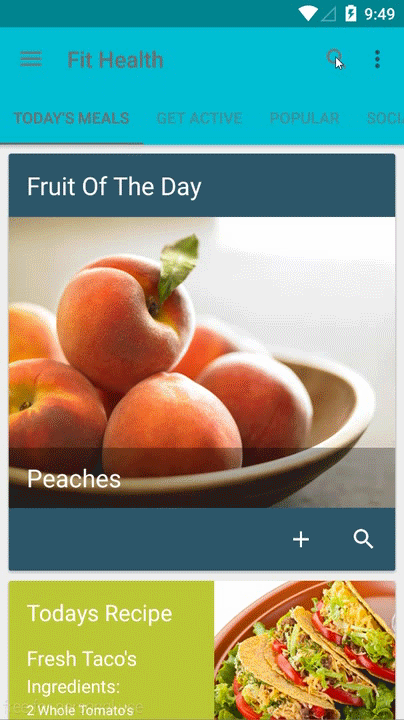 9:49
Fit Health
TODAY'S MEALS GET ACTIVE POPULAR SOCI
Fruit Of The Day
Peaches
Todays Recipe
Fresh Taco's
Ingredients:
2 Whole Tomato's